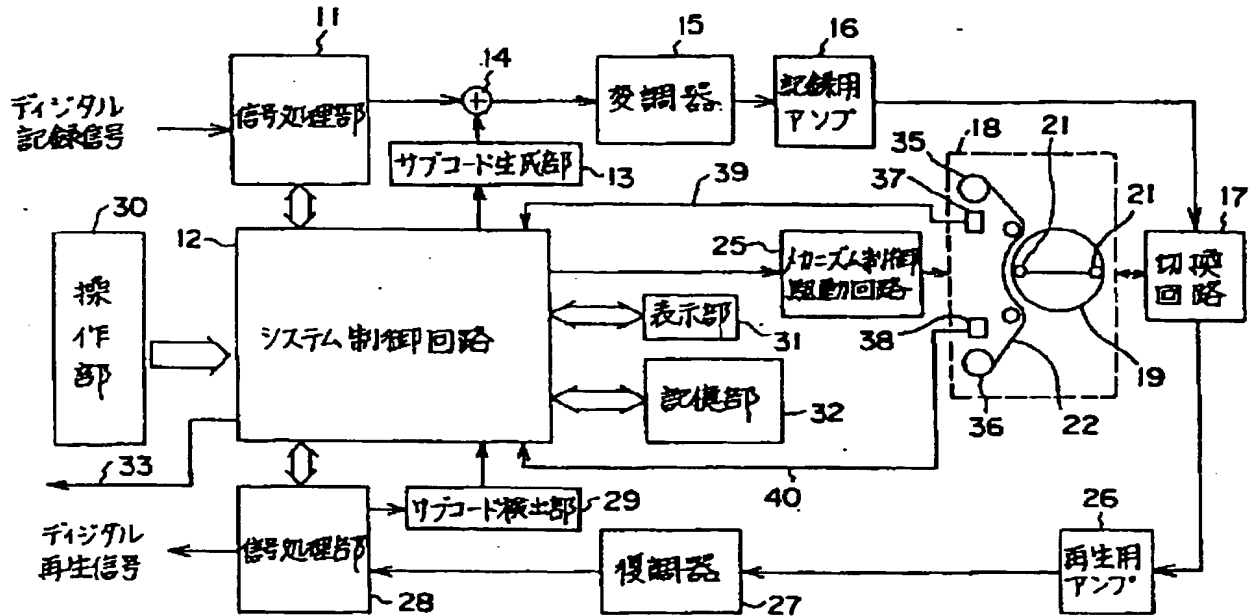 11
15
16
14
ディジタル
記録信号
信号処理部
変調器
記録用
アンプ
18
35
21
サブコード生成部
13
39
37
21
17
30
12
25
メカニズム制御
駆動回路
切換
回路
操
作
部
システム制御回路
表示部
31
38
19
記憶部
32
36
22
33
40
サブコード検出部
29
26
ディジタル
再生信号
信号処理部
復調器
再生用
アンプ
28
27